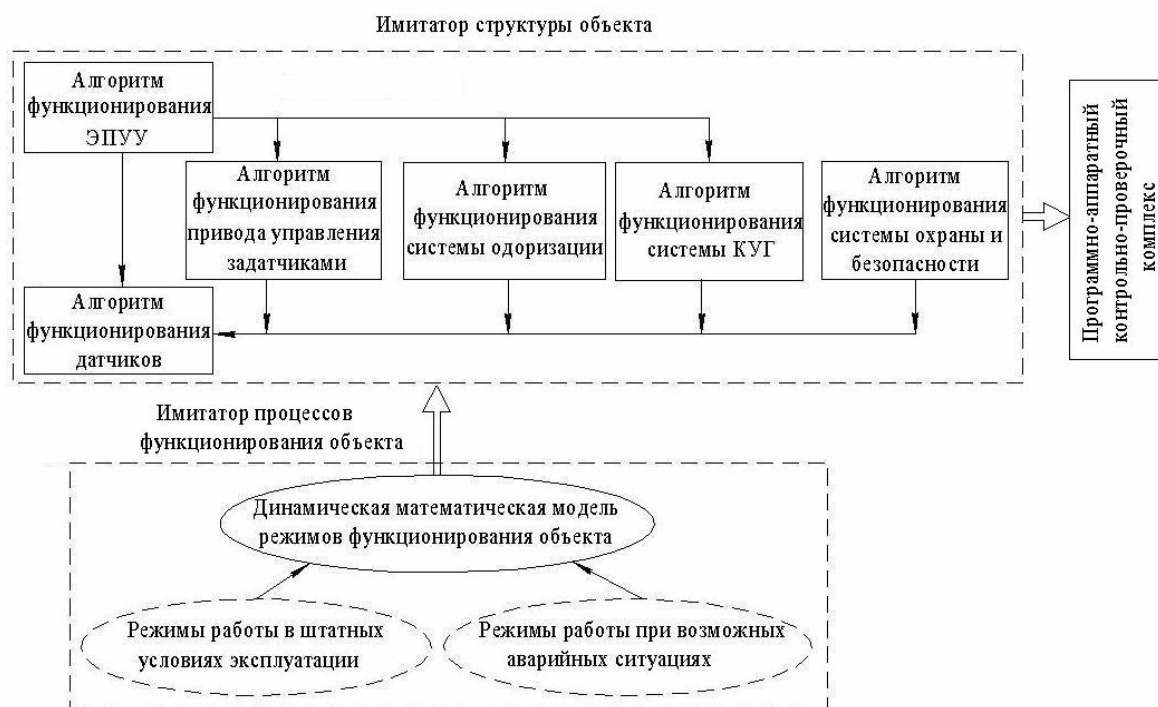 Имитатор структуры объекта
Алгоритм
функционирования
ЭПУУ
Алгоритм
функционирования
привода управления
задатчиками
Алгоритм
функционирования
системы одоризации
Алгоритм
функционирования
системы КУГ
Алгоритм
функционирования
системы охраны и
безопасности
Алгоритм
функционирования
датчиков
Программно-аппаратный
контрольно-проверочный
комплекс
Имитатор процессов
функционирования объекта
Динамическая математическая модель
режимов функционирования объекта
Режимы работы в штатных
условиях эксплуатации
Режимы работы при возможных
аварийных ситуациях